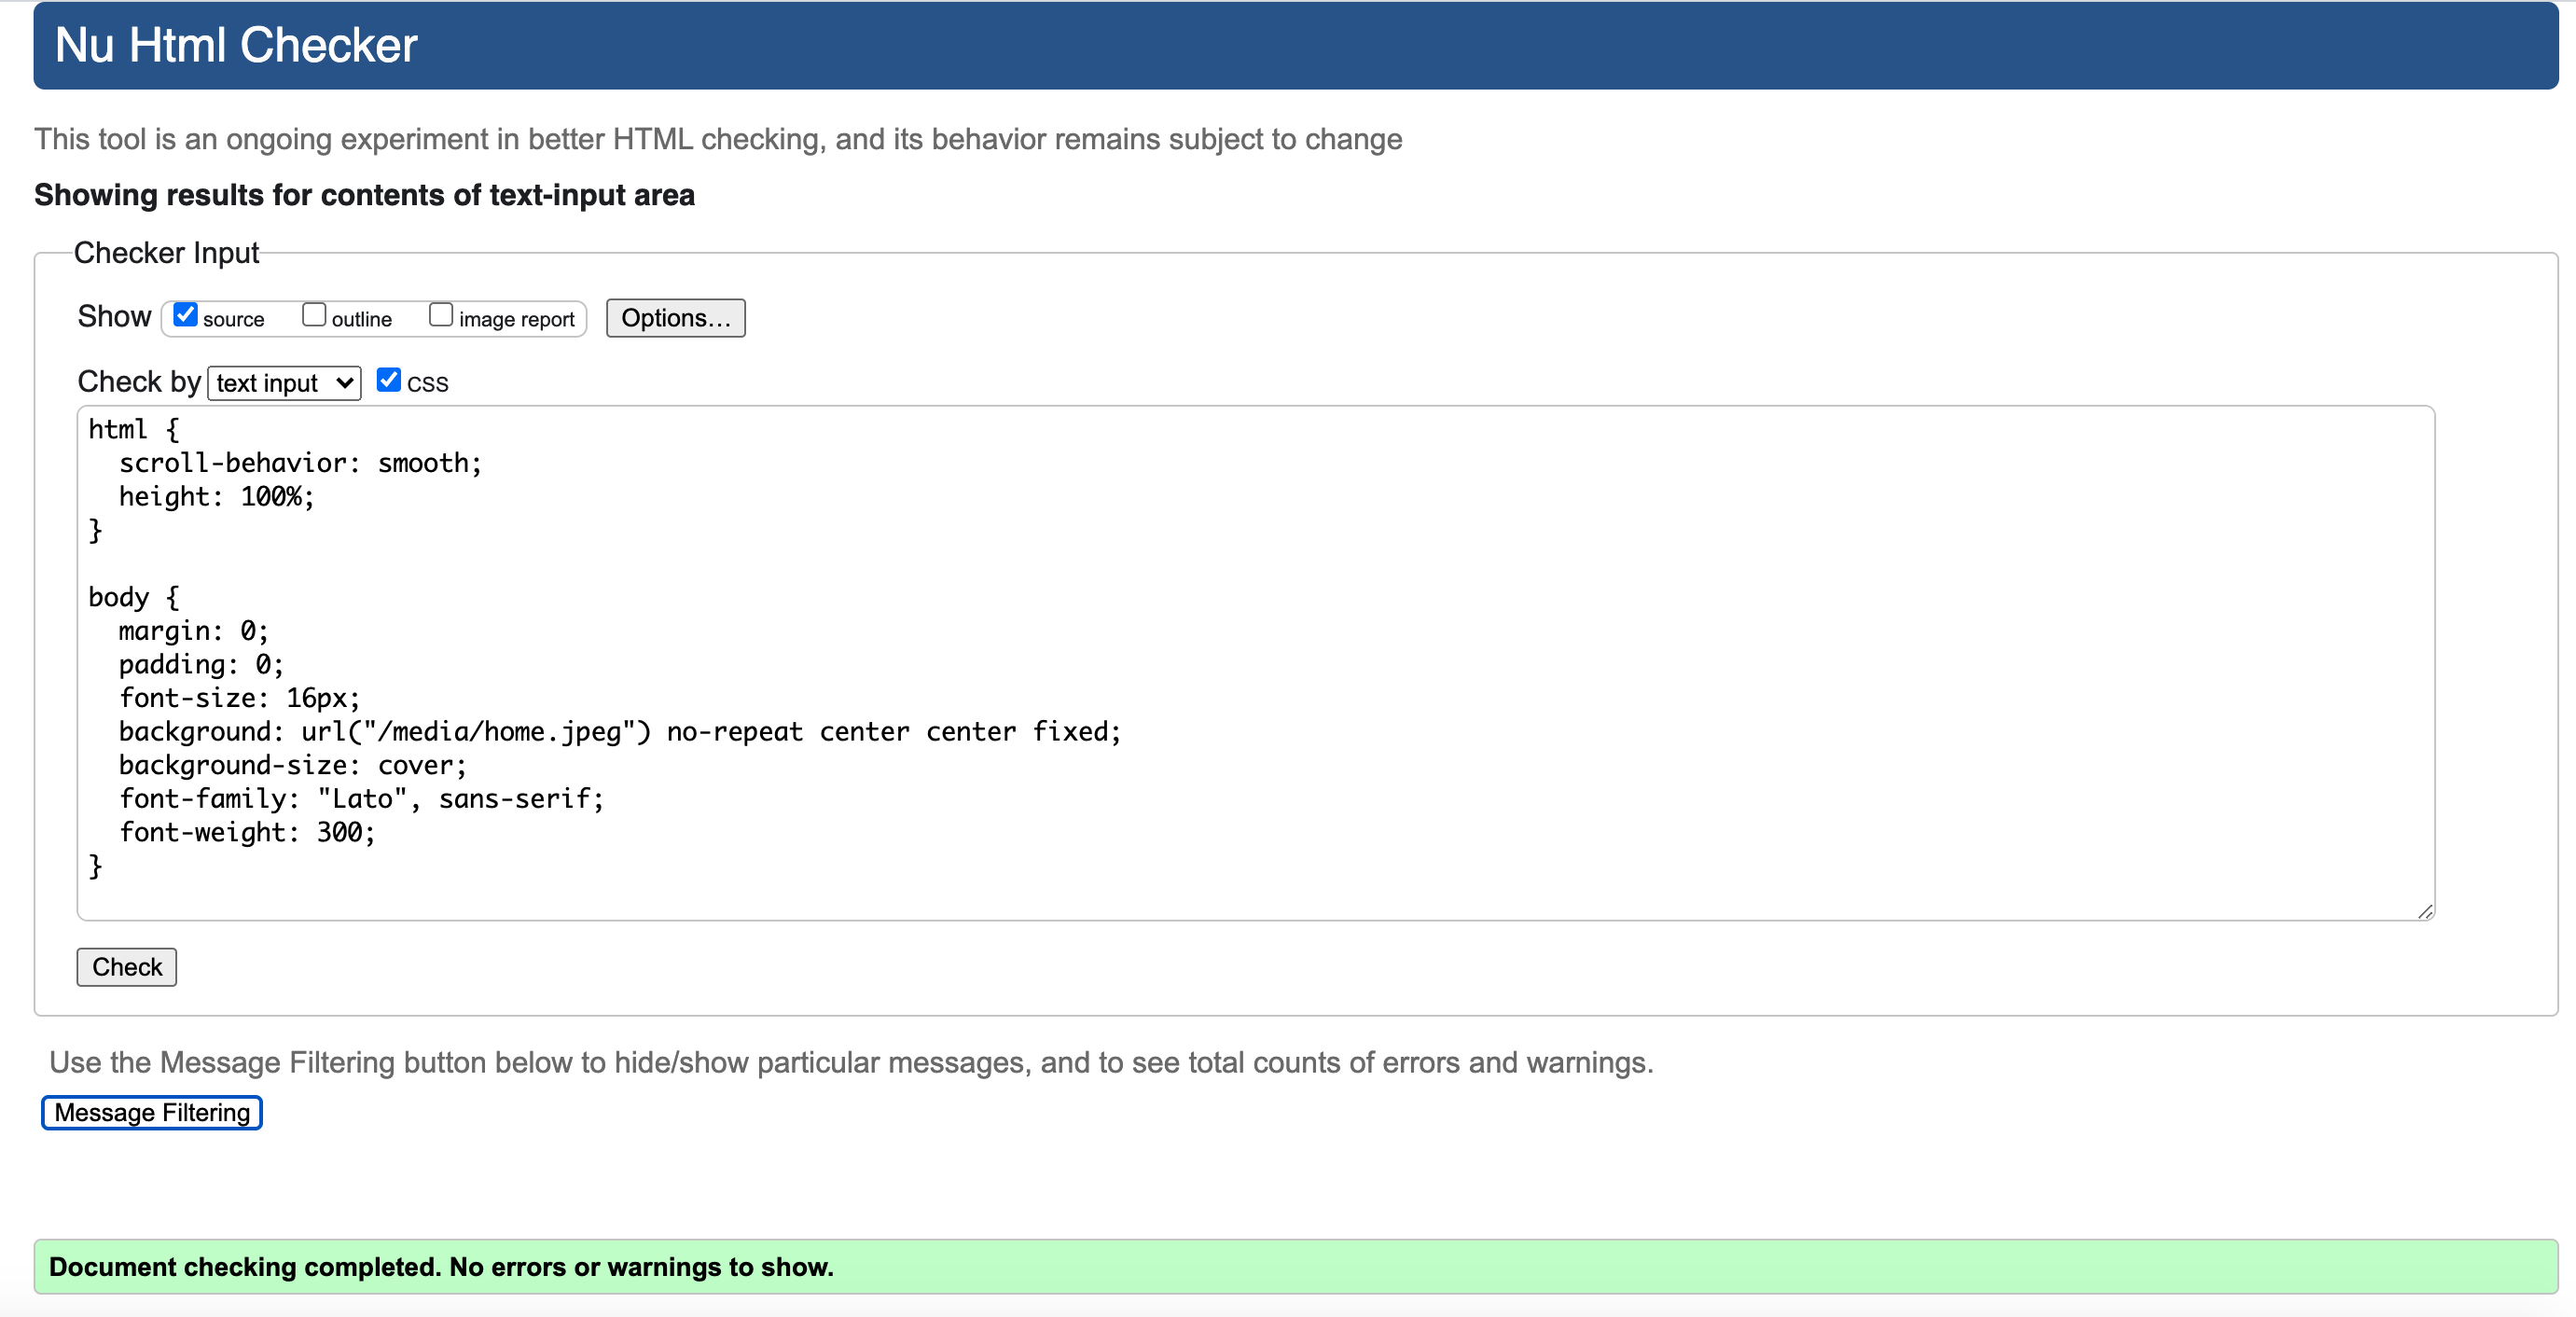 Nu Html Checker
This tool is an ongoing experiment in better HTML checking, and its behavior remains subject to change
Showing results for contents of text-input area
Checker Input
Show source outline image report Options...
Check by text input CSS
html {
  scroll-behavior: smooth;
  height: 100%;
}

body {
  margin: 0;
  padding: 0;
  font-size: 16px;
  background: url("/media/home.jpeg") no-repeat center center fixed;
  background-size: cover;
  font-family: "Lato", sans-serif;
  font-weight: 300;
}
Check
Use the Message Filtering button below to hide/show particular messages, and to see total counts of errors and warnings.
Message Filtering
Document checking completed. No errors or warnings to show.